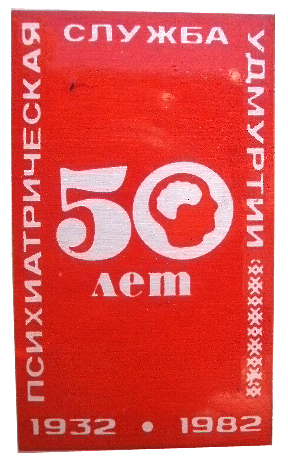 ПСИХИАТРИЧЕСКАЯ
СЛУЖБА
УДМУРТИИ
50
лет
1932 • 1982